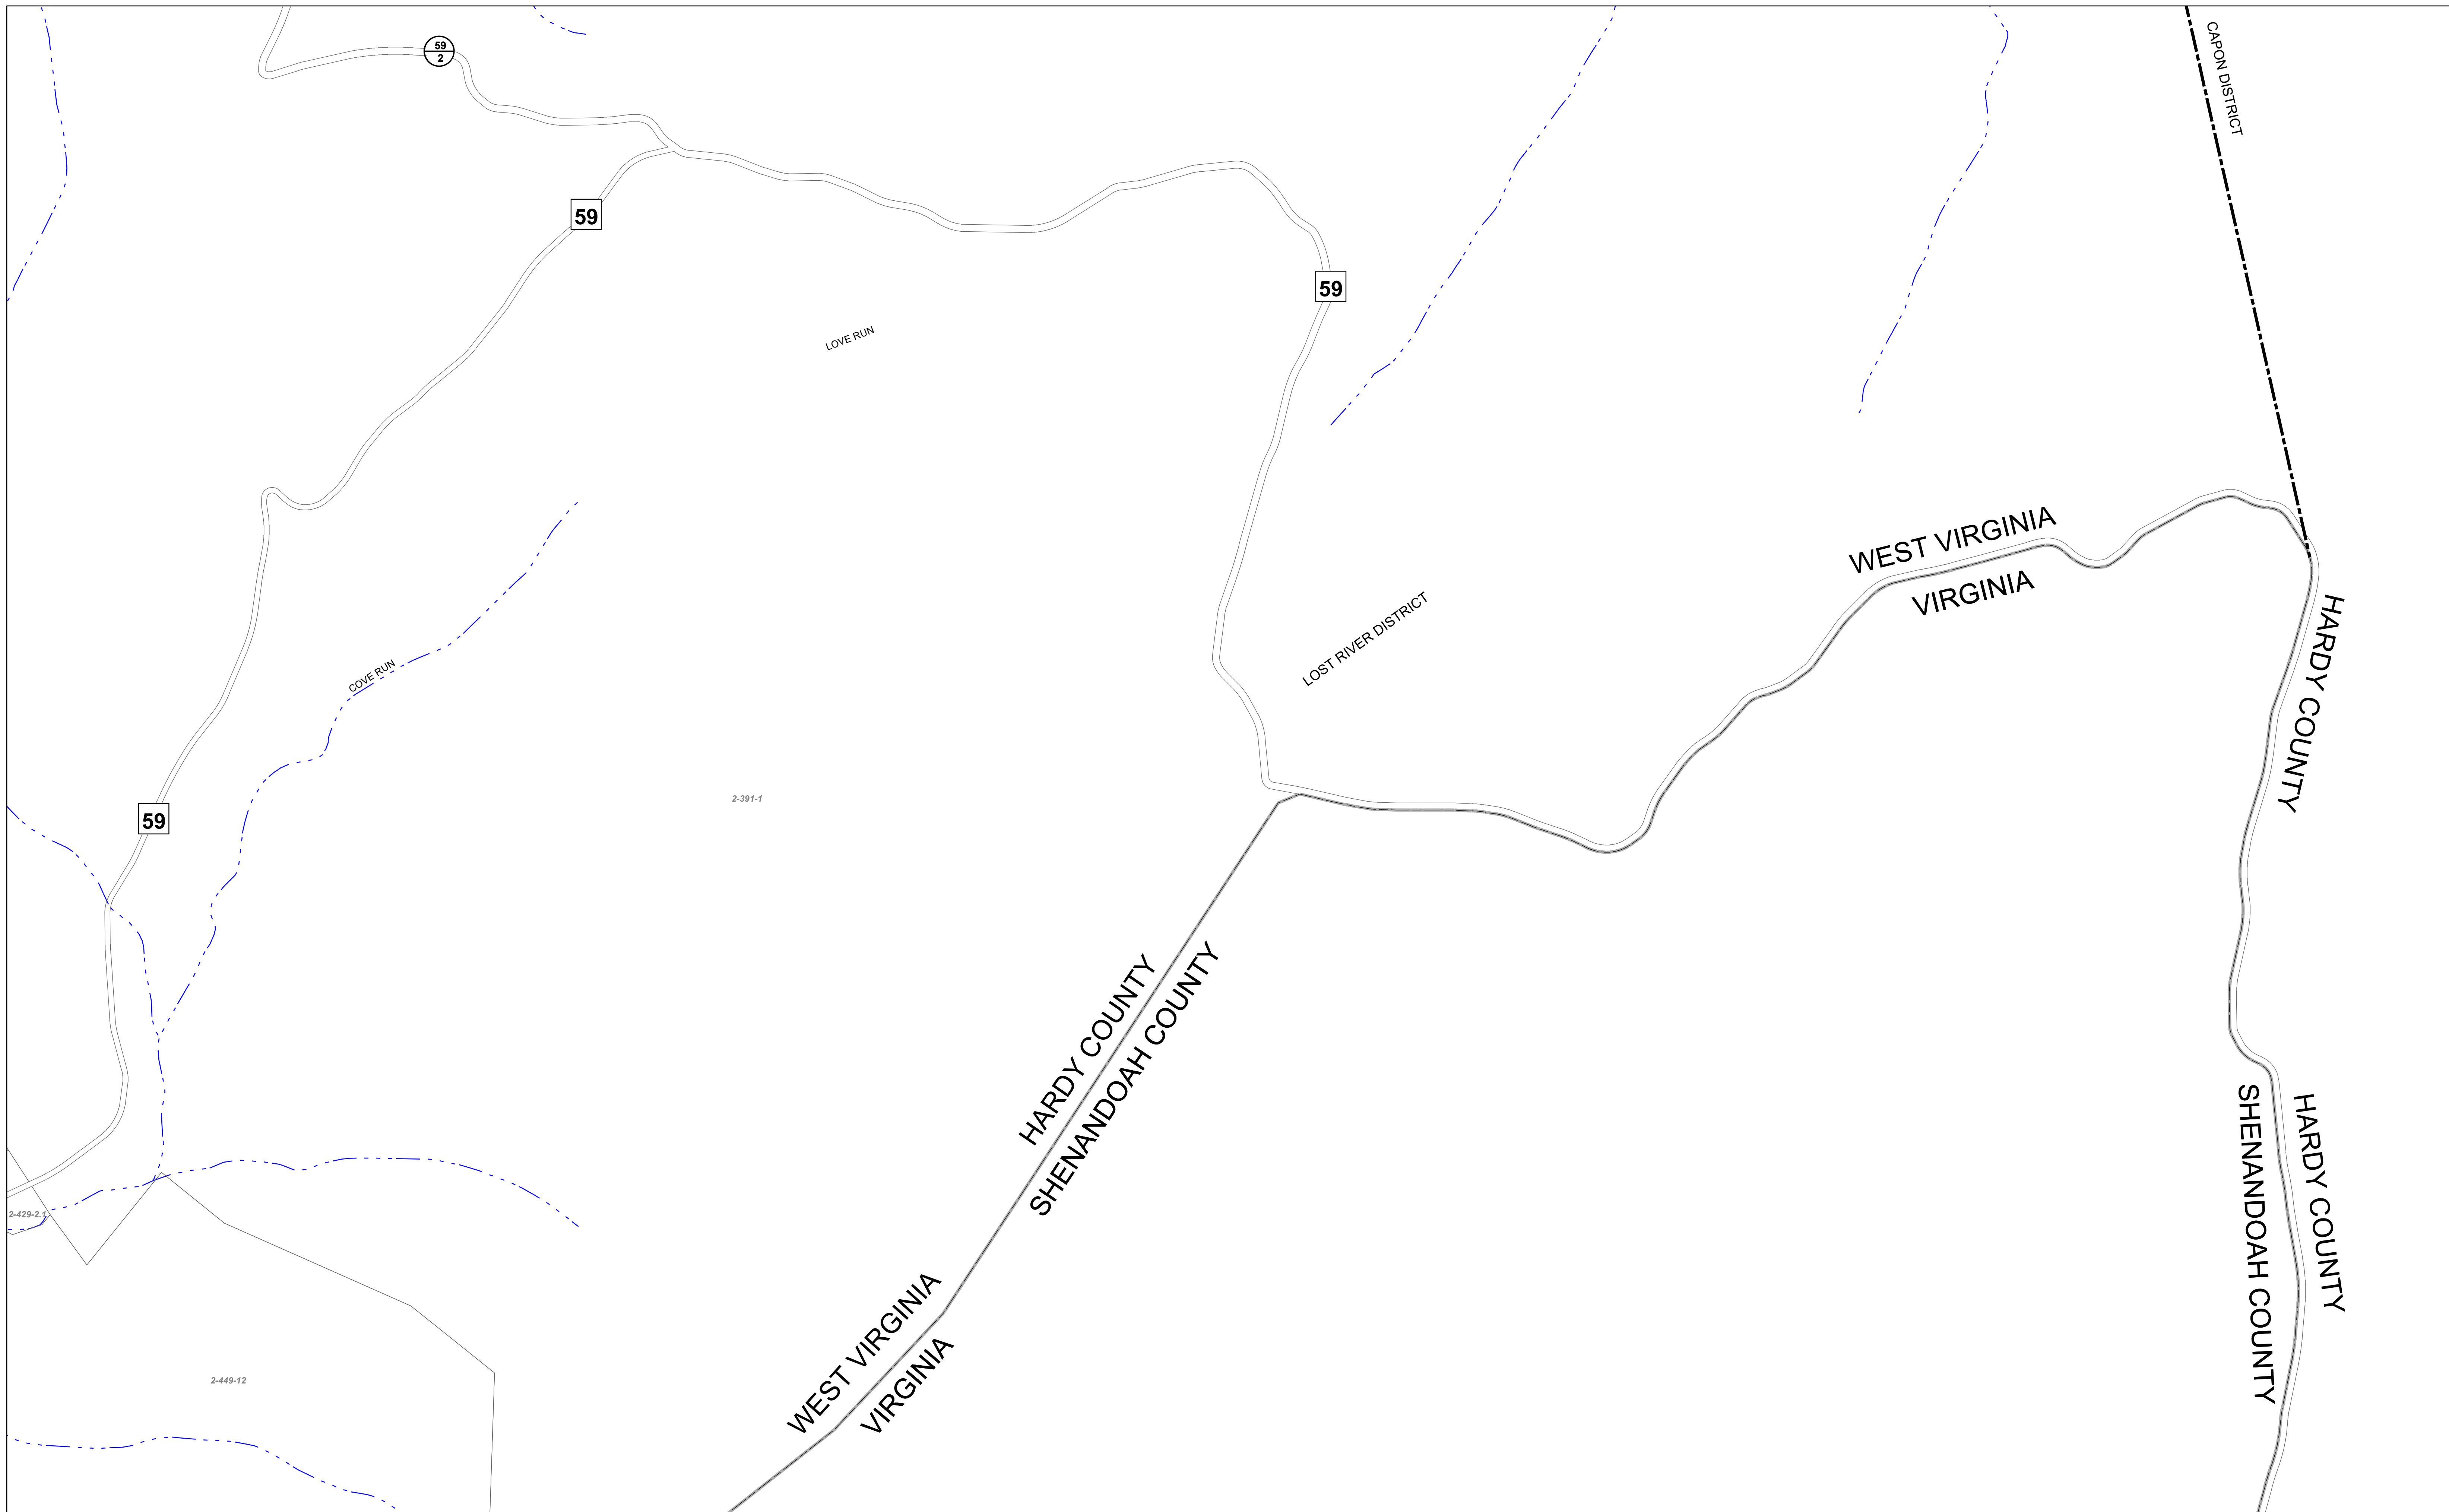 59
2
CAPON DISTRICT
59
59
LOVE RUN
WEST VIRGINIA
VIRGINIA
LOST RIVER DISTRICT
HARDY COUNTY
COVE RUN
2-391-1
59
HARDY COUNTY
SHENANDOAH COUNTY
HARDY COUNTY
SHENANDOAH COUNTY
2-429-2.1
WEST VIRGINIA
VIRGINIA
2-449-12